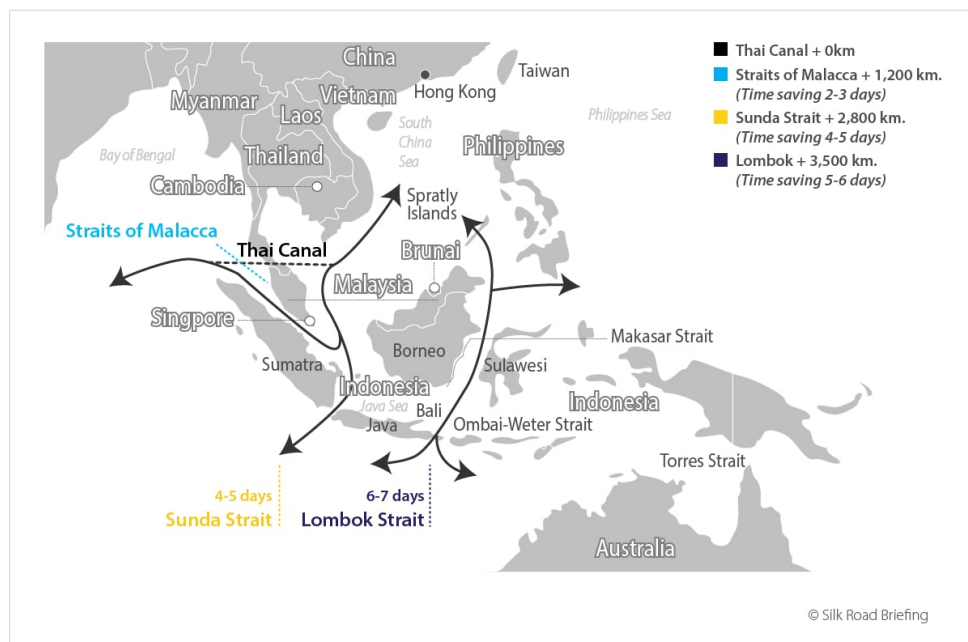 China
Taiwan
Hong Kong
Myanmar
Vietnam
Laos
South
China
Sea
Philippines Sea
Bay of Bengal
Thailand
Philippines
Cambodia
Spratly
Islands
Straits of Malacca
Thai Canal
Brunai
Malaysia
Singpore
Makasar Strait
Borneo
Sumatra
Sulawesi
Indonesia
Java Sea
Bali
Indonesia
Java
Ombai-Weter Strait
Torres Strait
4-5 days
Sunda Strait
6-7 days
Lombok Strait
Australia
Thai Canal + 0km
Straits of Malacca + 1,200 km.
(Time saving 2-3 days)
Sunda Strait + 2,800 km.
(Time saving 4-5 days)
Lombok + 3,500 km.
(Time saving 5-6 days)
© Silk Road Briefing